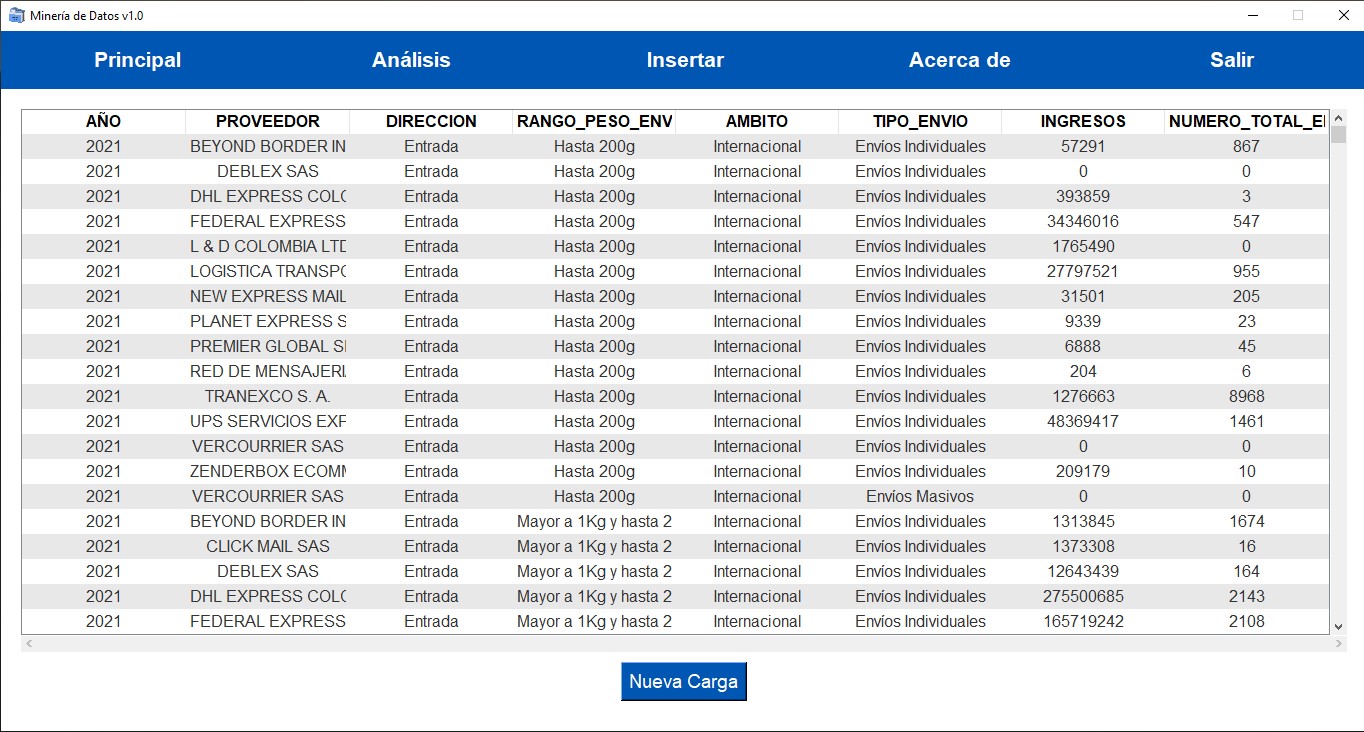 Minería de Datos v1.0
Principal Análisis Insertar Acerca de Salir
AÑO PROVEEDOR DIRECCION RANGO_PESO_ENV AMBITO TIPO_ENVIO INGRESOS NUMERO_TOTAL_E
2021 BEYOND BORDER IN Entrada Hasta 200g Internacional Envíos Individuales 57291 867
2021 DEBLEX SAS Entrada Hasta 200g Internacional Envíos Individuales 0 0
2021 DHL EXPRESS COLO Entrada Hasta 200g Internacional Envíos Individuales 393859 3
2021 FEDERAL EXPRESS Entrada Hasta 200g Internacional Envíos Individuales 34346016 547
2021 L & D COLOMBIA LTD Entrada Hasta 200g Internacional Envíos Individuales 1765490 0
2021 LOGISTICA TRANSPO Entrada Hasta 200g Internacional Envíos Individuales 27797521 955
2021 NEW EXPRESS MAIL Entrada Hasta 200g Internacional Envíos Individuales 31501 205
2021 PLANET EXPRESS S Entrada Hasta 200g Internacional Envíos Individuales 9339 23
2021 PREMIER GLOBAL S Entrada Hasta 200g Internacional Envíos Individuales 6888 45
2021 RED DE MENSAJERI Entrada Hasta 200g Internacional Envíos Individuales 204 6
2021 TRANEXCO S. A. Entrada Hasta 200g Internacional Envíos Individuales 1276663 8968
2021 UPS SERVICIOS EXP Entrada Hasta 200g Internacional Envíos Individuales 48369417 1461
2021 VERCOURRIER SAS Entrada Hasta 200g Internacional Envíos Individuales 0 0
2021 ZENDERBOX ECOMM Entrada Hasta 200g Internacional Envíos Individuales 209179 10
2021 VERCOURRIER SAS Entrada Hasta 200g Internacional Envíos Masivos 0 0
2021 BEYOND BORDER IN Entrada Mayor a 1Kg y hasta 2 Internacional Envíos Individuales 1313845 1674
2021 CLICK MAIL SAS Entrada Mayor a 1Kg y hasta 2 Internacional Envíos Individuales 1373308 16
2021 DEBLEX SAS Entrada Mayor a 1Kg y hasta 2 Internacional Envíos Individuales 12643439 164
2021 DHL EXPRESS COLO Entrada Mayor a 1Kg y hasta 2 Internacional Envíos Individuales 275500685 2143
2021 FEDERAL EXPRESS Entrada Mayor a 1Kg y hasta 2 Internacional Envíos Individuales 165719242 2108
Nueva Carga